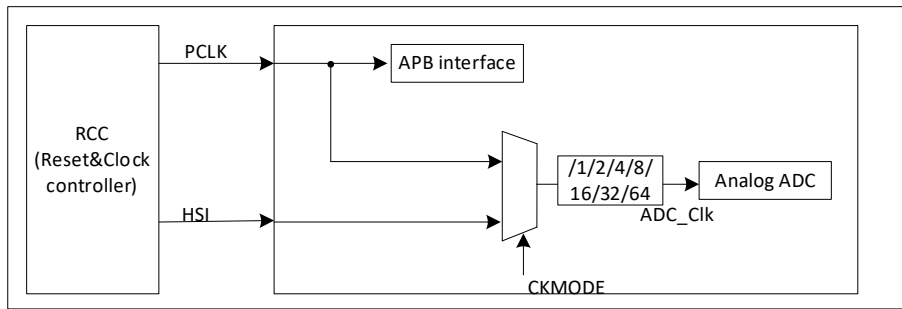 PCLK
APB interface
RCC
(Reset&Clock
controller)
/1/2/4/8/
16/32/64
Analog ADC
ADC_Clk
HSI
CKMODE